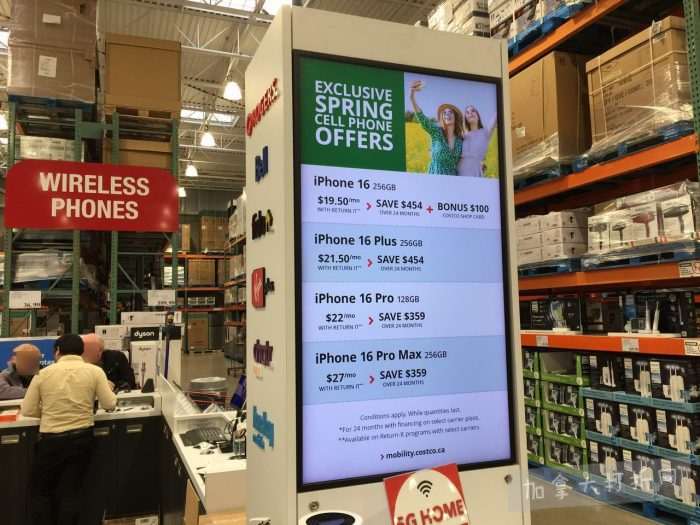 WIRELESS
PHONES
ROGERS
Bell
Fido
virgin
dyson
EXCLUSIVE
SPRING
CELL PHONE
OFFERS
iPhone 16 256GB
$19.50/mo > SAVE $454 + BONUS $100
WITH RETURN IT** OVER 24 MONTHS COSTCO SHOP CARD
iPhone 16 Plus 256GB
$21.50/mo > SAVE $454
WITH RETURN IT** OVER 24 MONTHS
iPhone 16 Pro 128GB
$22/mo > SAVE $359
WITH RETURN IT** OVER 24 MONTHS
iPhone 16 Pro Max 256GB
$27/mo > SAVE $359
WITH RETURN IT** OVER 24 MONTHS
Conditions apply. While quantities last.
*For 24 months with financing on select carrier plans.
**Available on Return It programs with select carriers.
> mobility.costco.ca
5G HOME
加拿大打折网